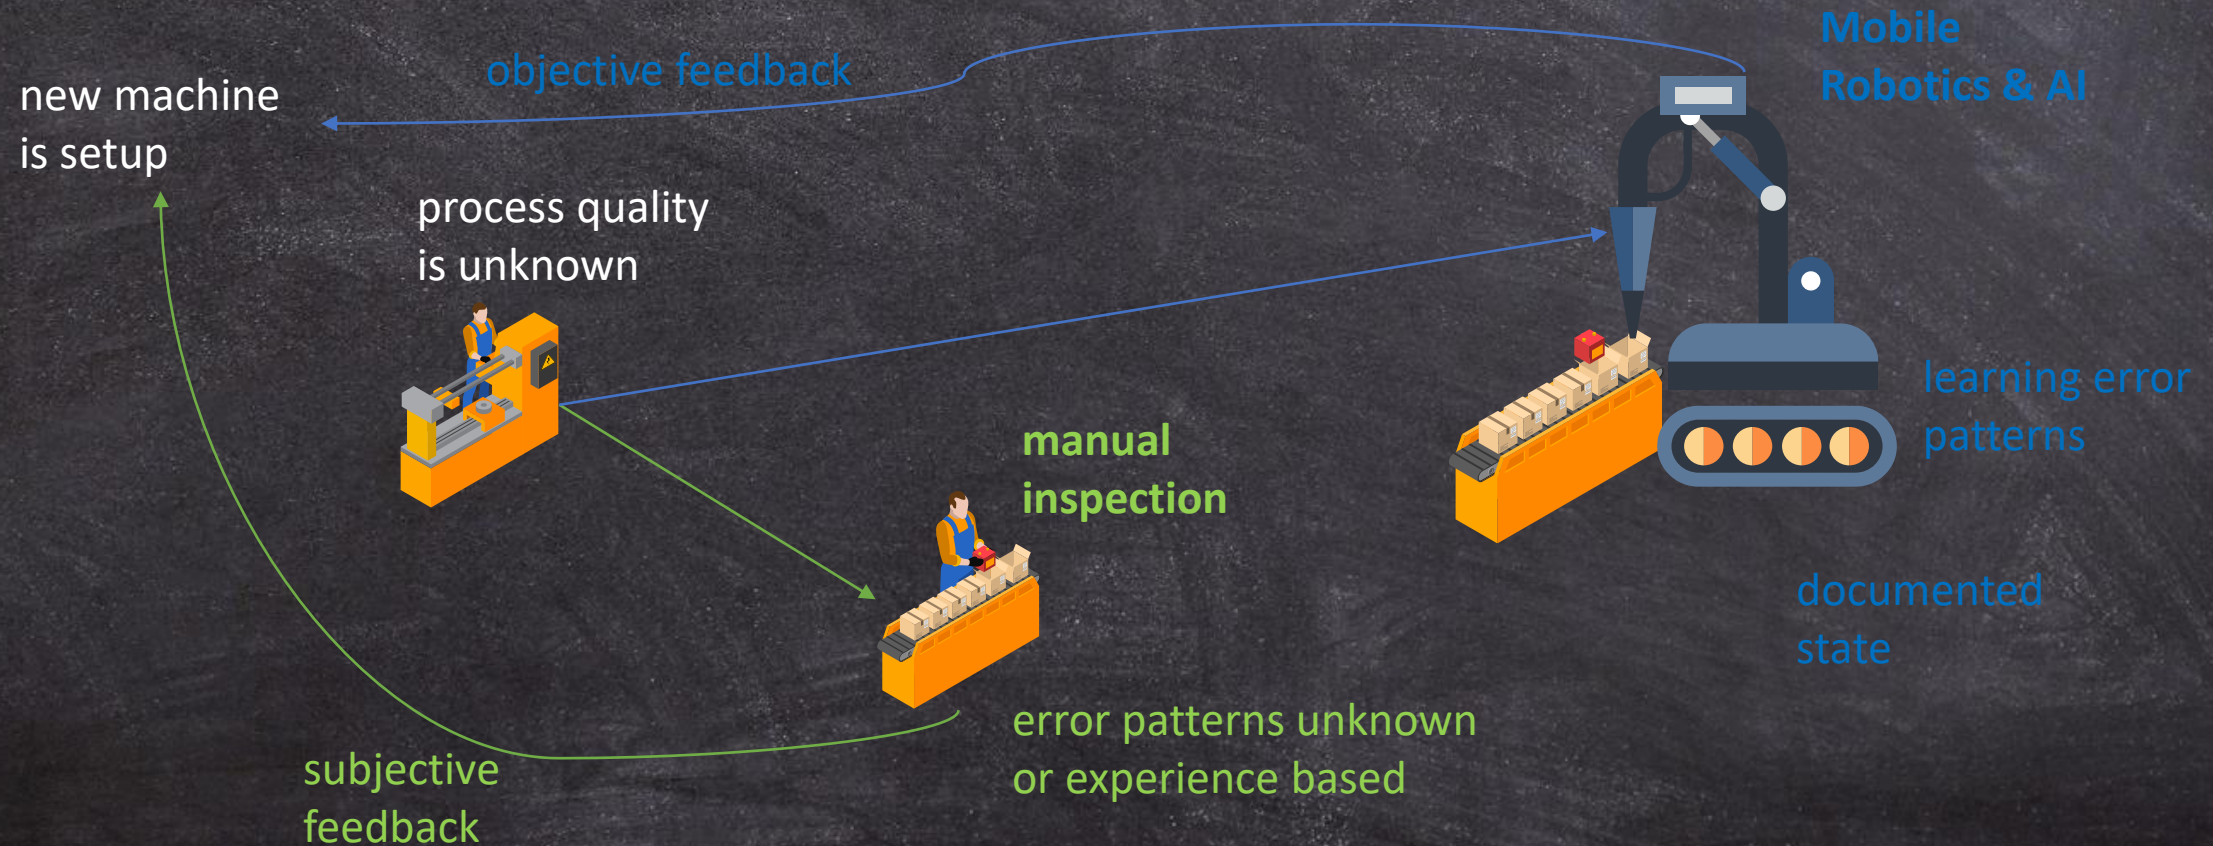 Mobile
Robotics & AI
objective feedback
new machine
is setup
process quality
is unknown
learning error
patterns
manual
inspection
documented
state
error patterns unknown
or experience based
subjective
feedback